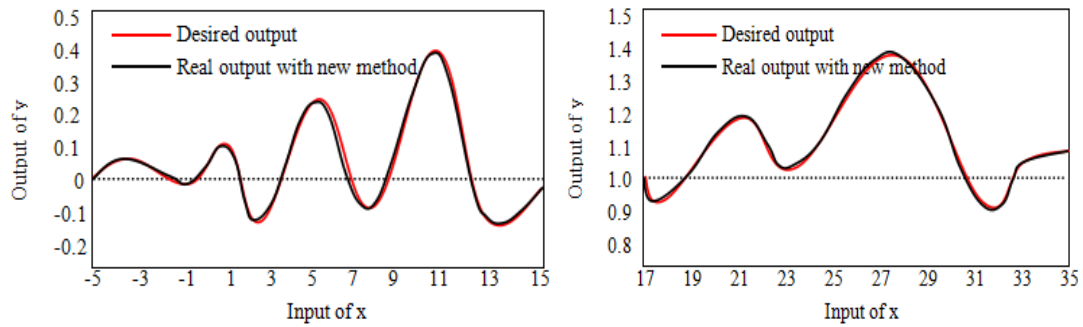 0.5
0.4
0.3
0.2
0.1
0
-0.1
-0.2
Output of y
Desired output
Real output with new method
-5 -3 -1 1 3 5 7 9 11 13 15
Input of x
1.5
1.4
1.3
1.2
1.1
1.0
0.9
0.8
Output of y
Desired output
Real output with new method
17 19 21 23 25 27 29 31 33 35
Input of x